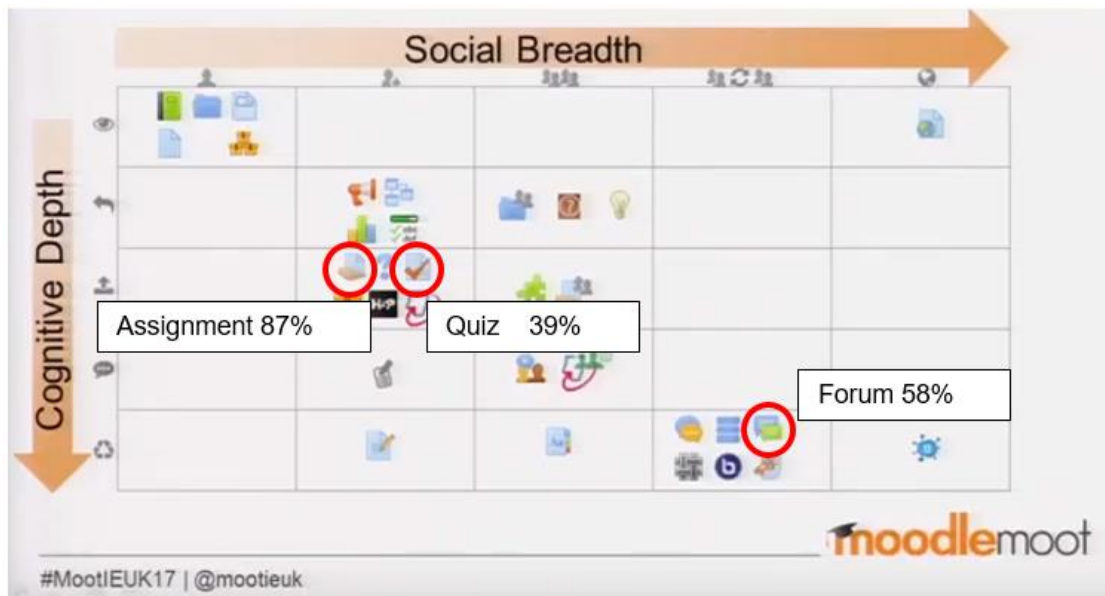 Social Breadth
Cognitive Depth
Assignment 87%
Quiz 39%
Forum 58%
H-P
b
moodlemoot
#MootIEUK17 | @mootieuk